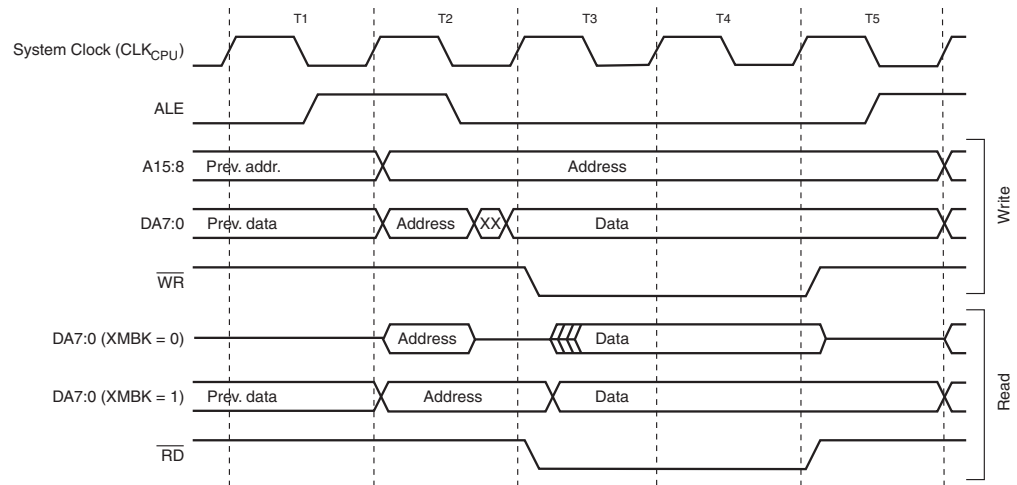 T1 T2 T3 T4 T5
System Clock (CLKCPU)
ALE
A15:8 Prev. addr. Address
DA7:0 Prev. data Address XX Data
WR
Write
DA7:0 (XMBK = 0) Address Data
DA7:0 (XMBK = 1) Prev. data Address Data
RD
Read